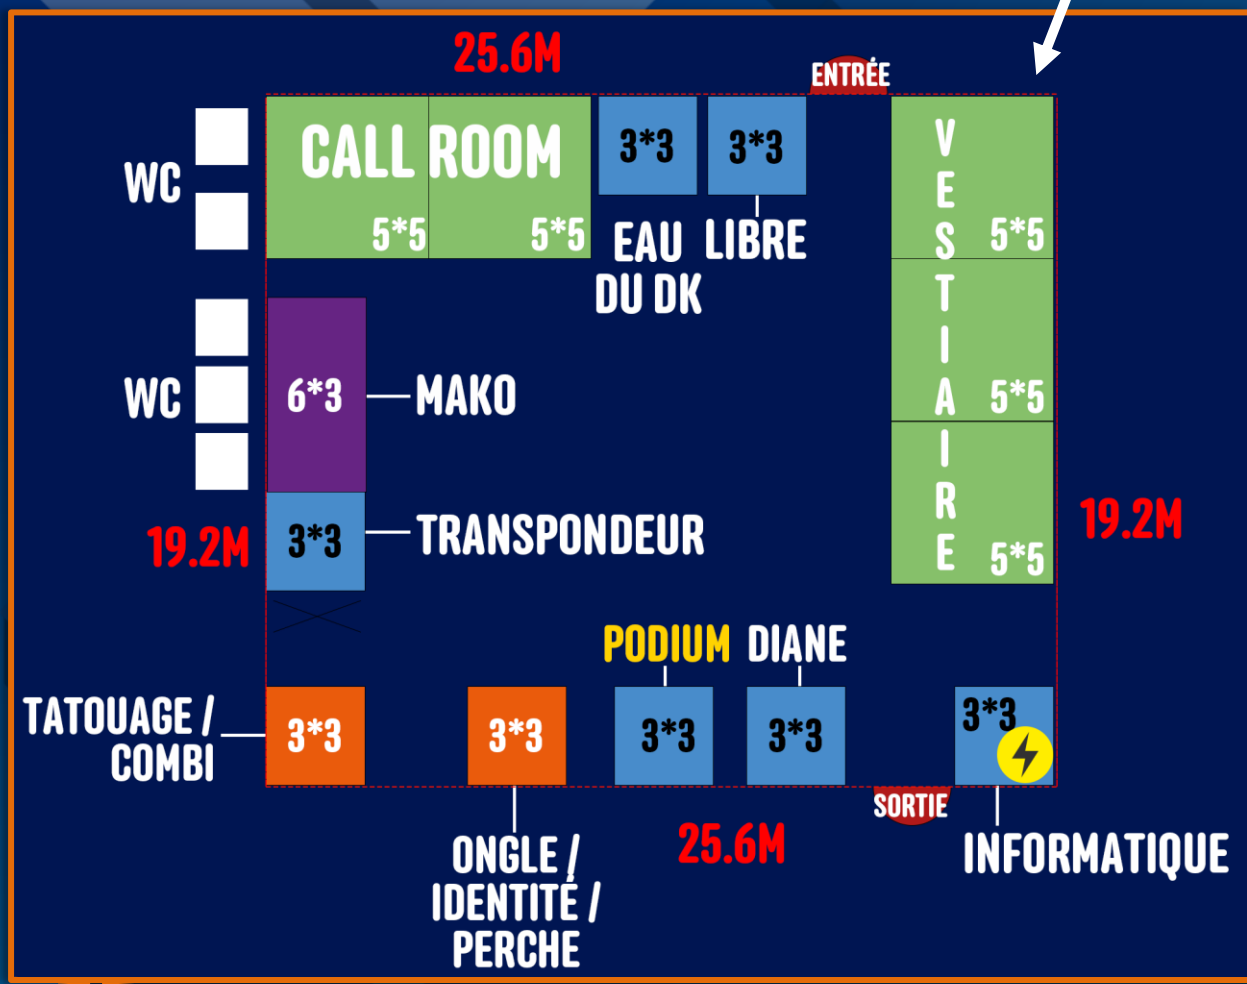 25.6M
ENTRÉE
WC
CALL ROOM
5*5
5*5
3*3
3*3
EAU
DU DK
LIBRE
VESTIAIRE
5*5
5*5
5*5
WC
6*3
MAKO
19.2M
3*3
TRANSPONDEUR
19.2M
PODIUM
DIANE
TATOUAGE /
COMBI
3*3
3*3
3*3
3*3
3*3
SORTIE
25.6M
INFORMATIQUE
ONGLE /
IDENTITÉ /
PERCHE